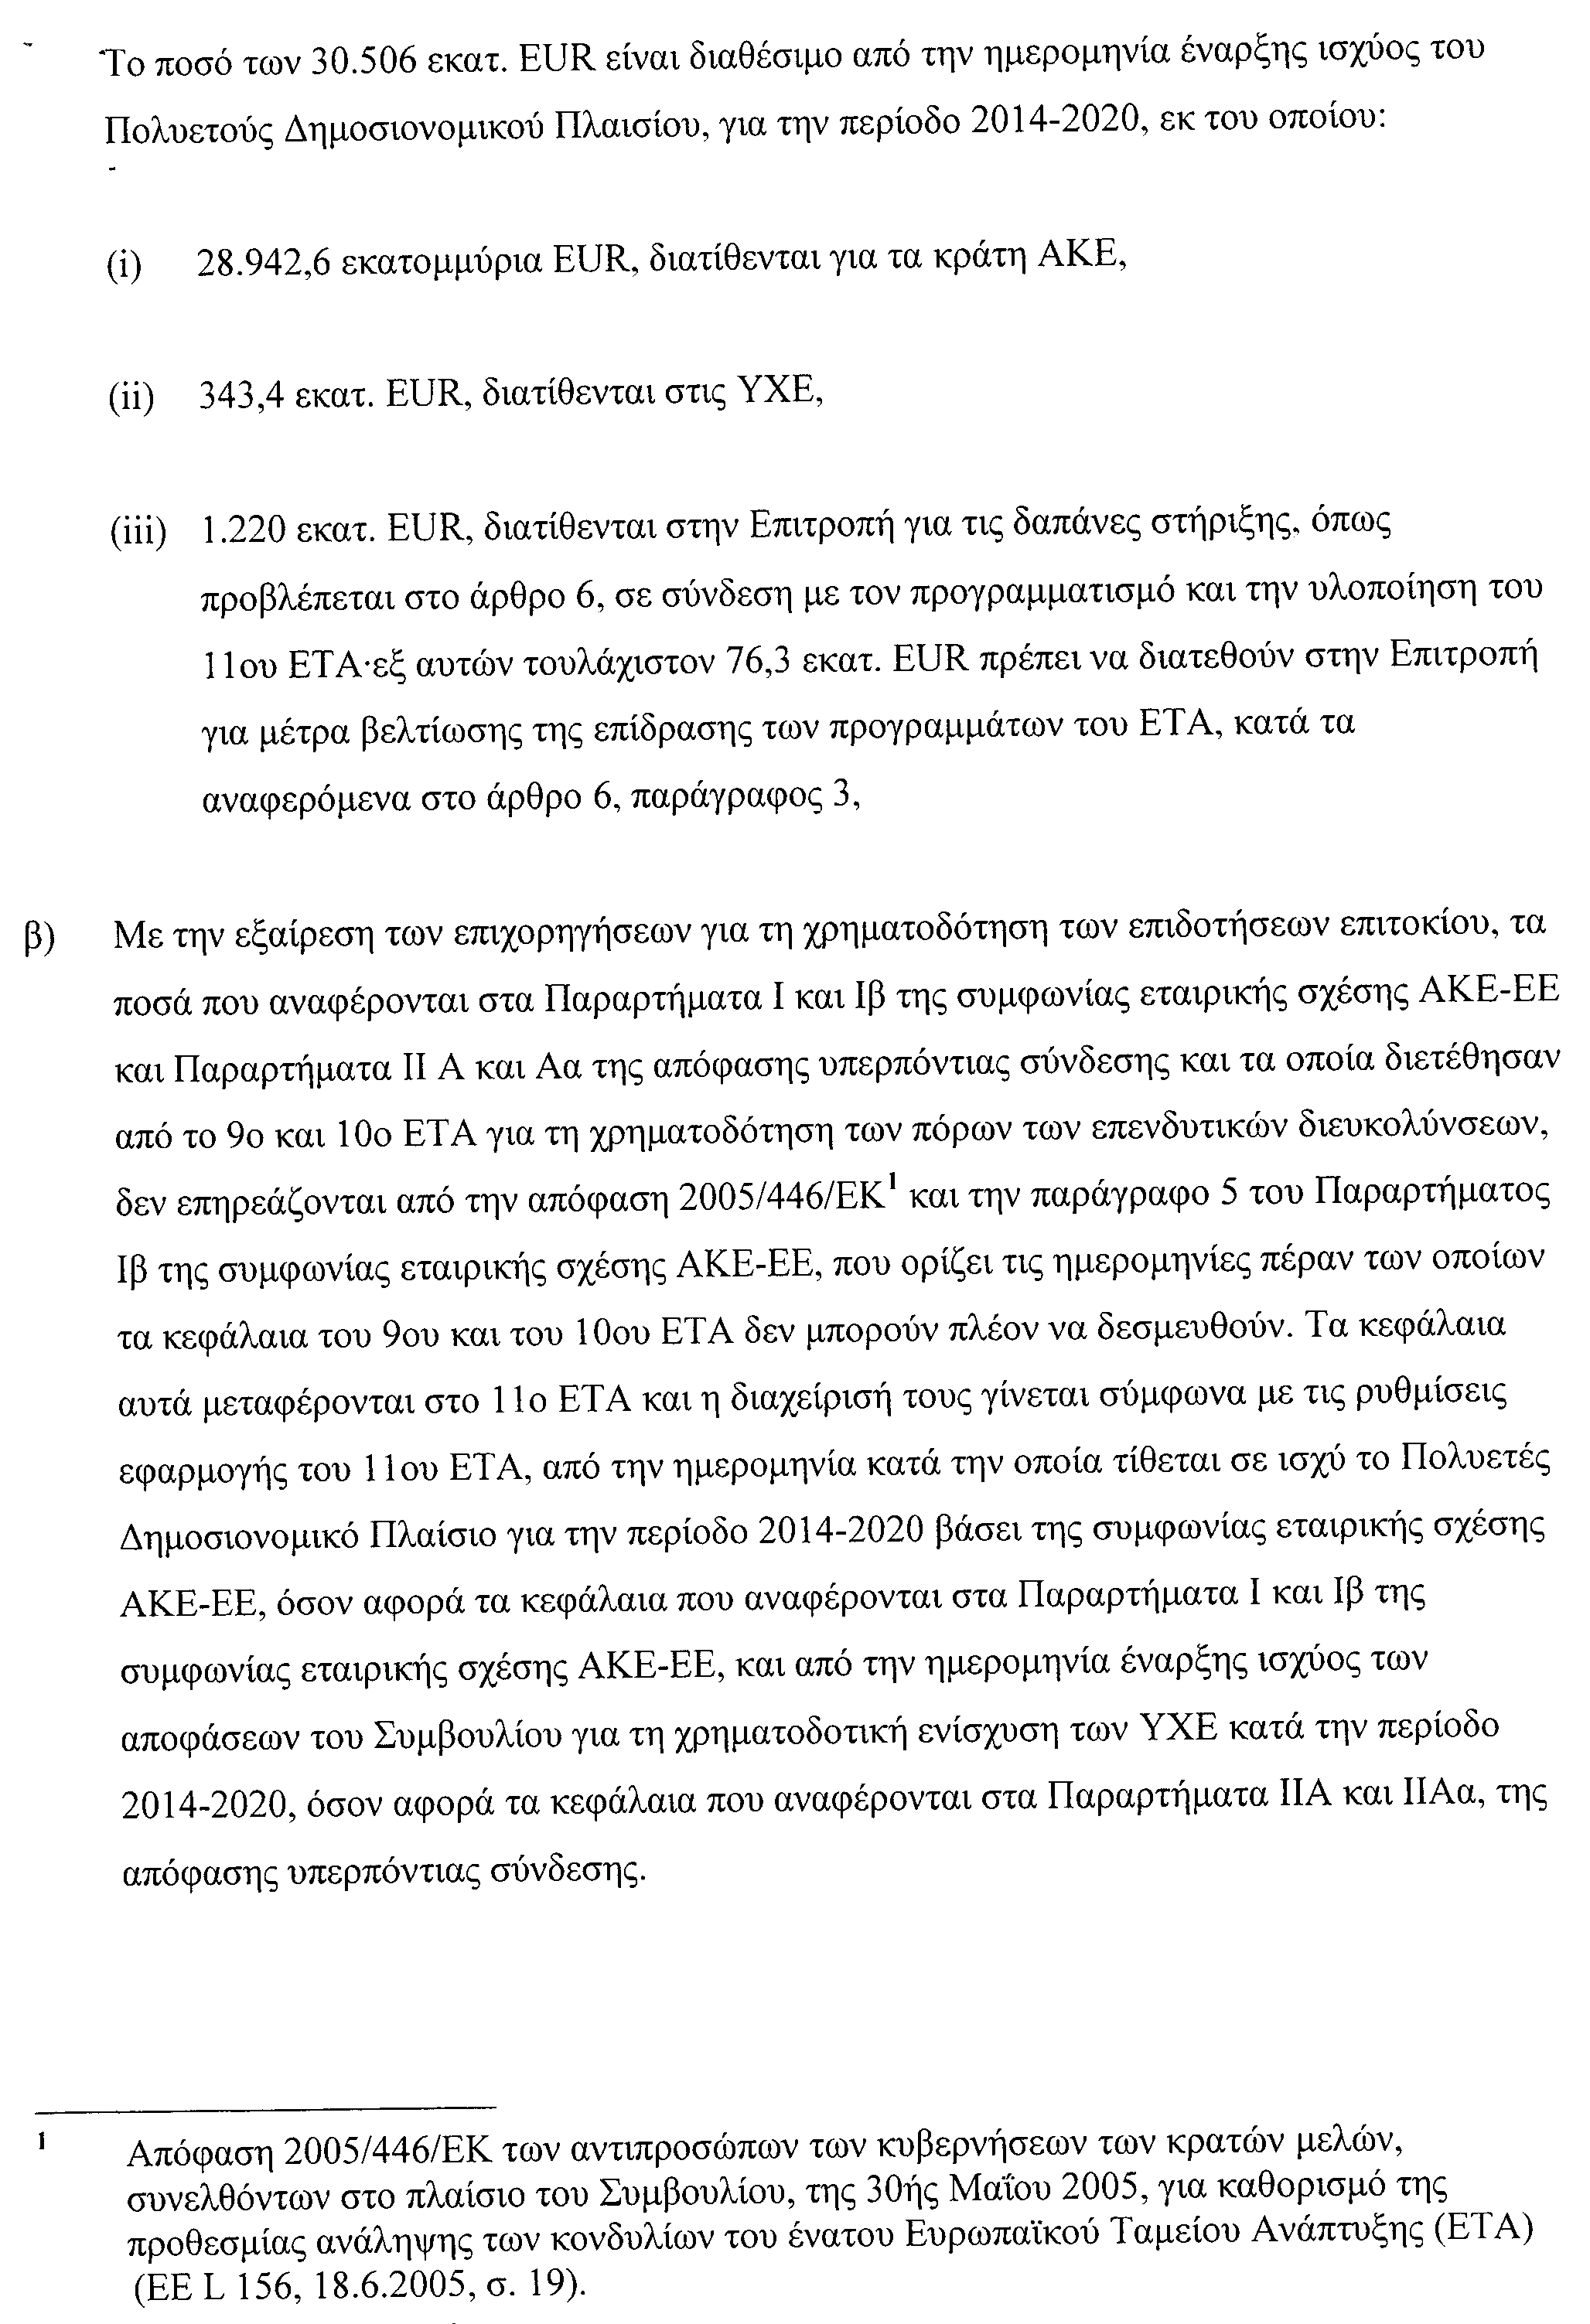 Το ποσό των 30.506 εκατ. EUR είναι διαθέσιμο από την ημερομηνία έναρξης ισχύος του
Πολυετούς Δημοσιονομικού Πλαισίου, για την περίοδο 2014-2020, εκ του οποίου:
(i) 28.942,6 εκατομμύρια EUR, διατίθενται για τα κράτη ΑΚΕ,
(ii) 343,4 εκατ. EUR, διατίθενται στις ΥΧΕ,
(iii) 1.220 εκατ. EUR, διατίθενται στην Επιτροπή για τις δαπάνες στήριξης, όπως
προβλέπεται στο άρθρο 6, σε σύνδεση με τον προγραμματισμό και την υλοποίηση του
11ου ΕΤΑ·εξ αυτών τουλάχιστον 76,3 εκατ. EUR πρέπει να διατεθούν στην Επιτροπή
για μέτρα βελτίωσης της επίδρασης των προγραμμάτων του ΕΤΑ, κατά τα
αναφερόμενα στο άρθρο 6, παράγραφος 3,
β) Με την εξαίρεση των επιχορηγήσεων για τη χρηματοδότηση των επιδοτήσεων επιτοκίου, τα
ποσά που αναφέρονται στα Παραρτήματα Ι και Ιβ της συμφωνίας εταιρικής σχέσης ΑΚΕ-ΕΕ
και Παραρτήματα ΙΙ Α και Αα της απόφασης υπερπόντιας σύνδεσης και τα οποία διετέθησαν
από το 9ο και 10ο ΕΤΑ για τη χρηματοδότηση των πόρων των επενδυτικών διευκολύνσεων,
δεν επηρεάζονται από την απόφαση 2005/446/ΕΚ¹ και την παράγραφο 5 του Παραρτήματος
Ιβ της συμφωνίας εταιρικής σχέσης ΑΚΕ-ΕΕ, που ορίζει τις ημερομηνίες πέραν των οποίων
τα κεφάλαια του 9ου και του 10ου ΕΤΑ δεν μπορούν πλέον να δεσμευθούν. Τα κεφάλαια
αυτά μεταφέρονται στο 11ο ΕΤΑ και η διαχείρισή τους γίνεται σύμφωνα με τις ρυθμίσεις
εφαρμογής του 11ου ΕΤΑ, από την ημερομηνία κατά την οποία τίθεται σε ισχύ το Πολυετές
Δημοσιονομικό Πλαίσιο για την περίοδο 2014-2020 βάσει της συμφωνίας εταιρικής σχέσης
ΑΚΕ-ΕΕ, όσον αφορά τα κεφάλαια που αναφέρονται στα Παραρτήματα Ι και Ιβ της
συμφωνίας εταιρικής σχέσης ΑΚΕ-ΕΕ, και από την ημερομηνία έναρξης ισχύος των
αποφάσεων του Συμβουλίου για τη χρηματοδοτική ενίσχυση των ΥΧΕ κατά την περίοδο
2014-2020, όσον αφορά τα κεφάλαια που αναφέρονται στα Παραρτήματα ΙΙΑ και ΙΙΑα, της
απόφασης υπερπόντιας σύνδεσης.
1 Απόφαση 2005/446/ΕΚ των αντιπροσώπων των κυβερνήσεων των κρατών μελών,
συνελθόντων στο πλαίσιο του Συμβουλίου, της 30ής Μαΐου 2005, για καθορισμό της
προθεσμίας ανάληψης των κονδυλίων του ένατου Ευρωπαϊκού Ταμείου Ανάπτυξης (ΕΤΑ)
(ΕΕ L 156, 18.6.2005, σ. 19).